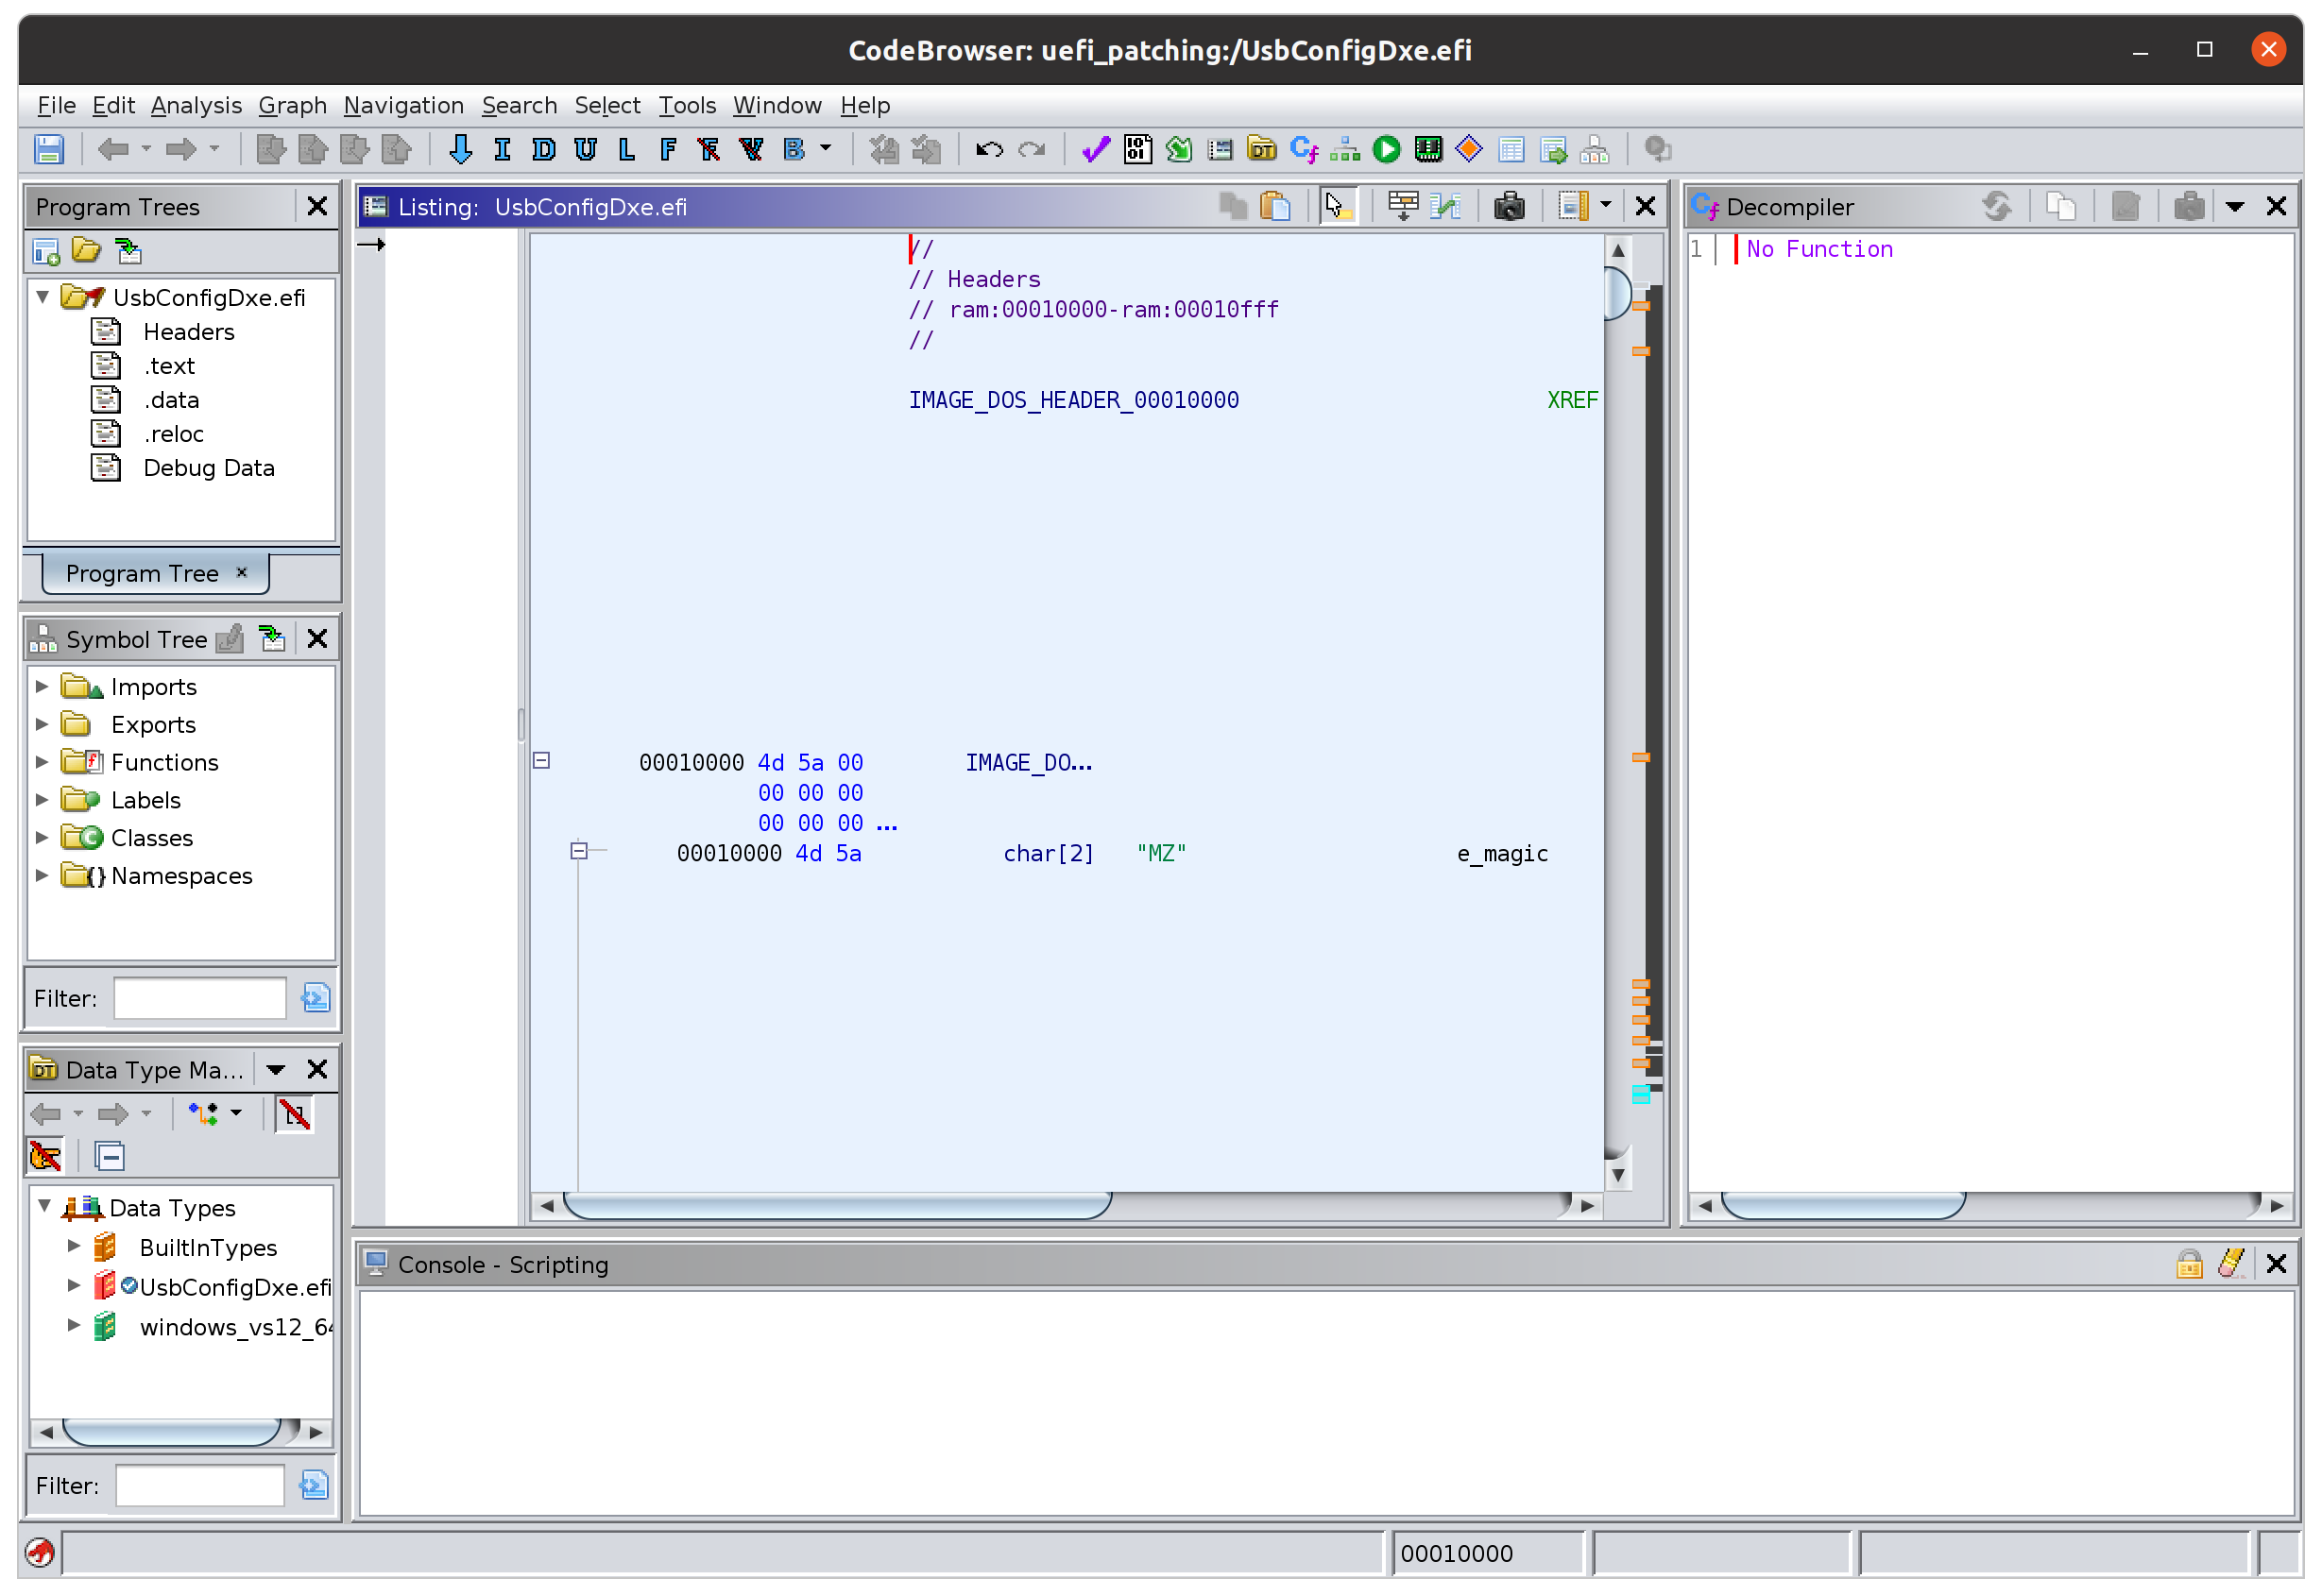 CodeBrowser: uefi_patching:/UsbConfigDxe.efi
File Edit Analysis Graph Navigation Search Select Tools Window Help
I D U L F F V B
Program Trees
UsbConfigDxe.efi
Headers
.text
.data
.reloc
Debug Data
Program Tree
Symbol Tree
Imports
Exports
Functions
Labels
Classes
Namespaces
Filter:
Data Type Ma...
Data Types
BuiltInTypes
UsbConfigDxe.efi
windows_vs12_64
Filter:
Listing: UsbConfigDxe.efi
//
// Headers
// ram:00010000-ram:00010fff
//
IMAGE_DOS_HEADER_00010000 XREF
00010000 4d 5a 00 IMAGE_DO...
00 00 00
00 00 00 ...
00010000 4d 5a char[2] "MZ" e_magic
Decompiler
1 No Function
Console - Scripting
00010000